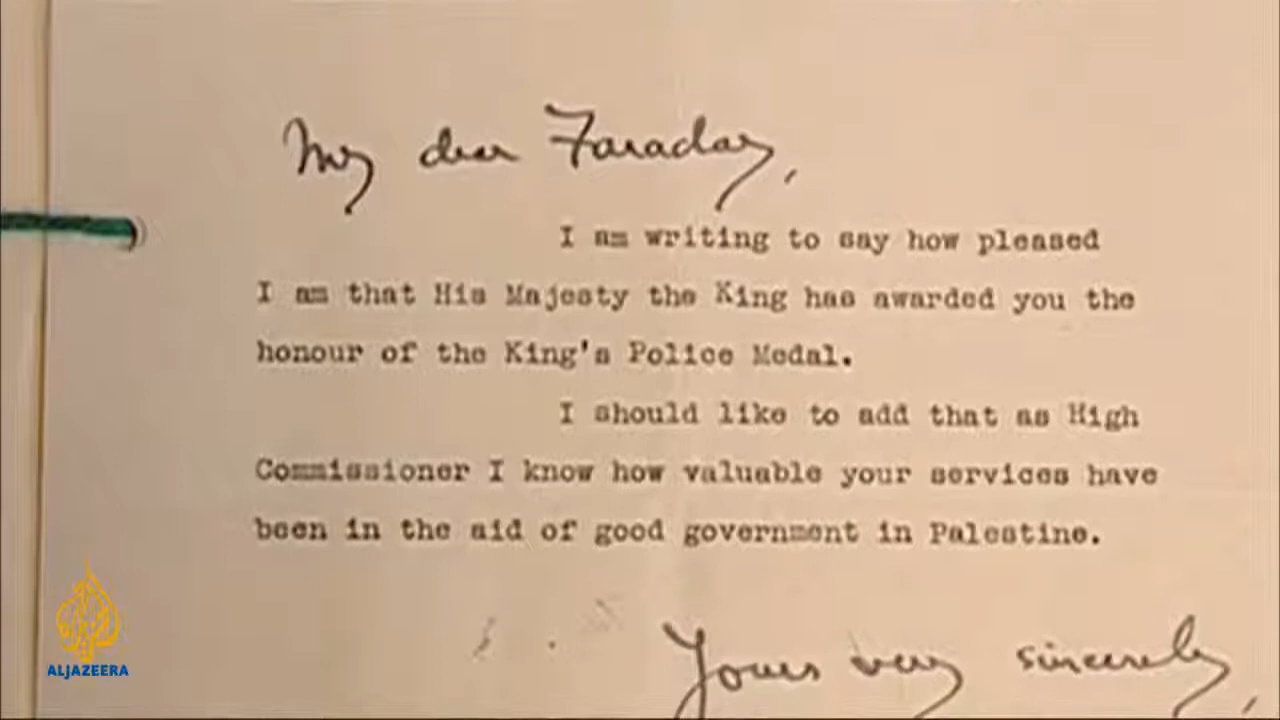 My dear Faraday,
I am writing to say how pleased
I am that His Majesty the King has awarded you the
honour of the King's Police Medal.
I should like to add that as High
Commissioner I know how valuable your services have
been in the aid of good government in Palestine.
Yours very sincerely,
ALJAZEERA